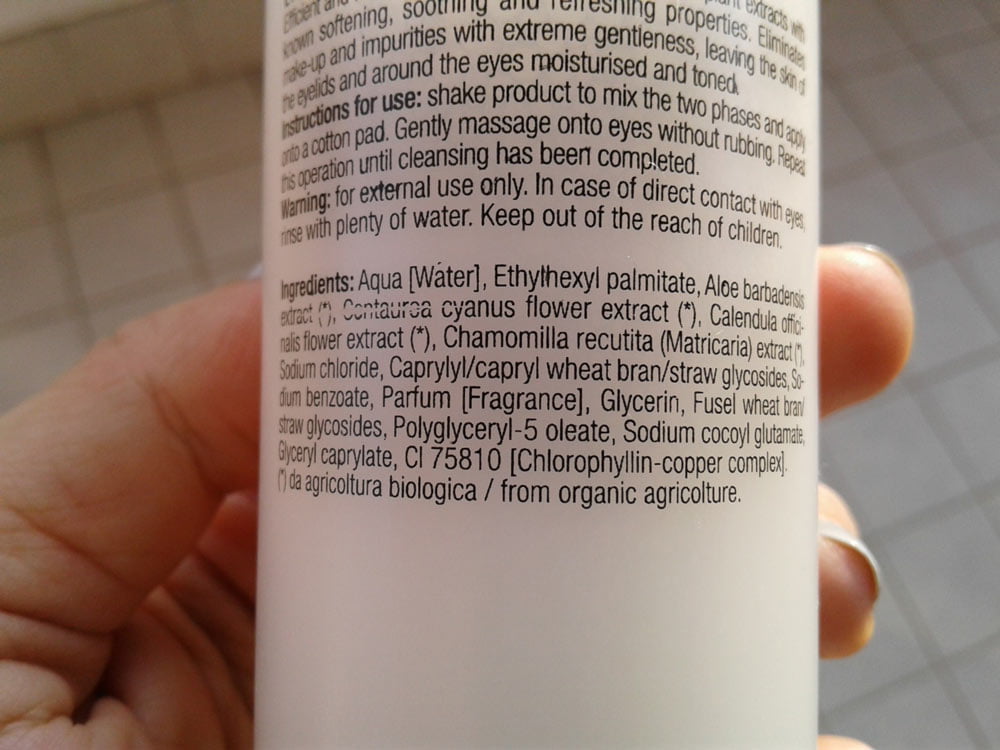 Efficient and plant extracts with
known softening, soothing and refreshing properties. Eliminates
make-up and impurities with extreme gentleness, leaving the skin of
the eyelids and around the eyes moisturised and toned.
Instructions for use: shake product to mix the two phases and apply
onto a cotton pad. Gently massage onto eyes without rubbing. Repeat
this operation until cleansing has been completed.
Warning: for external use only. In case of direct contact with eyes,
rinse with plenty of water. Keep out of the reach of children.
Ingredients: Aqua [Water], Ethylhexyl palmitate, Aloe barbadensis
extract (*), Centaurea cyanus flower extract (*), Calendula offici-
nalis flower extract (*), Chamomilla recutita (Matricaria) extract (*),
Sodium chloride, Caprylyl/capryl wheat bran/straw glycosides, So-
dium benzoate, Parfum [Fragrance], Glycerin, Fusel wheat bran/
straw glycosides, Polyglyceryl-5 oleate, Sodium cocoyl glutamate,
Glyceryl caprylate, CI 75810 [Chlorophyllin-copper complex].
(*) da agricoltura biologica / from organic agricolture.